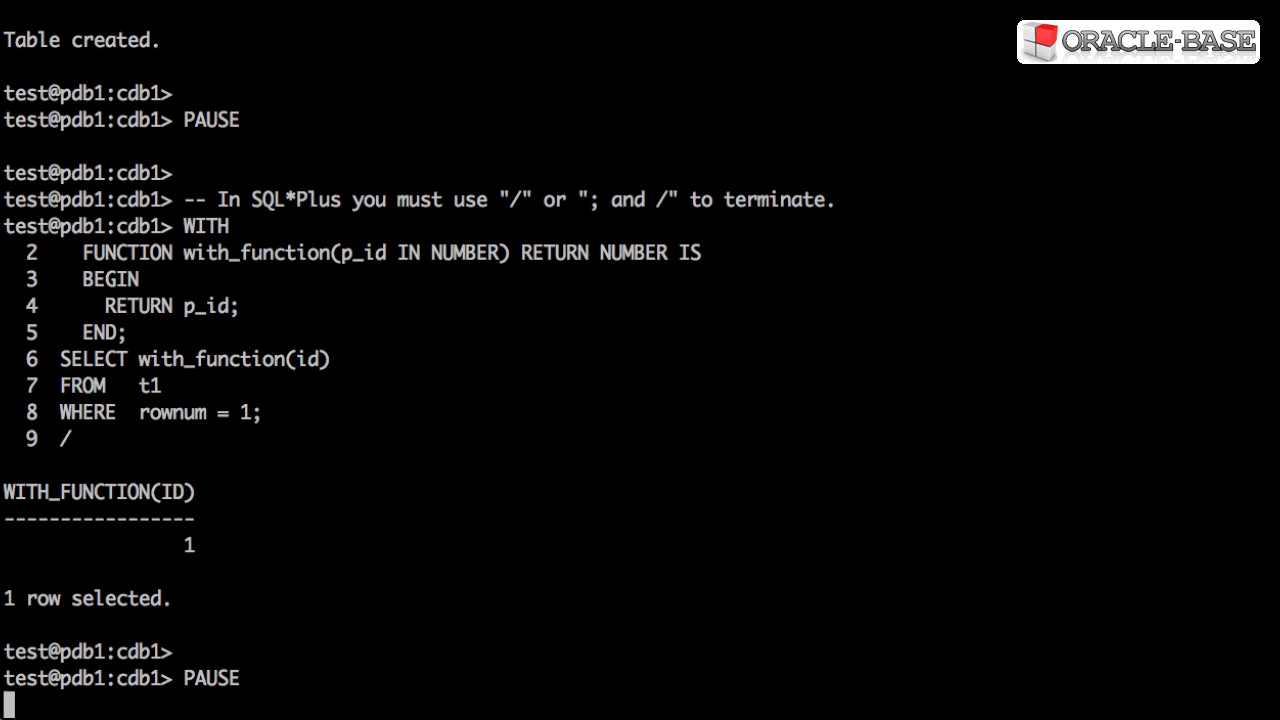 Table created.
ORACLE-BASE
test@pdb1:cdb1>
test@pdb1:cdb1> PAUSE
test@pdb1:cdb1>
test@pdb1:cdb1> -- In SQL*Plus you must use "/" or "; and /" to terminate.
test@pdb1:cdb1> WITH
2    FUNCTION with_function(p_id IN NUMBER) RETURN NUMBER IS
3    BEGIN
4      RETURN p_id;
5    END;
6  SELECT with_function(id)
7  FROM   t1
8  WHERE  rownum = 1;
9  /
WITH_FUNCTION(ID)
-----------------
1
1 row selected.
test@pdb1:cdb1>
test@pdb1:cdb1> PAUSE